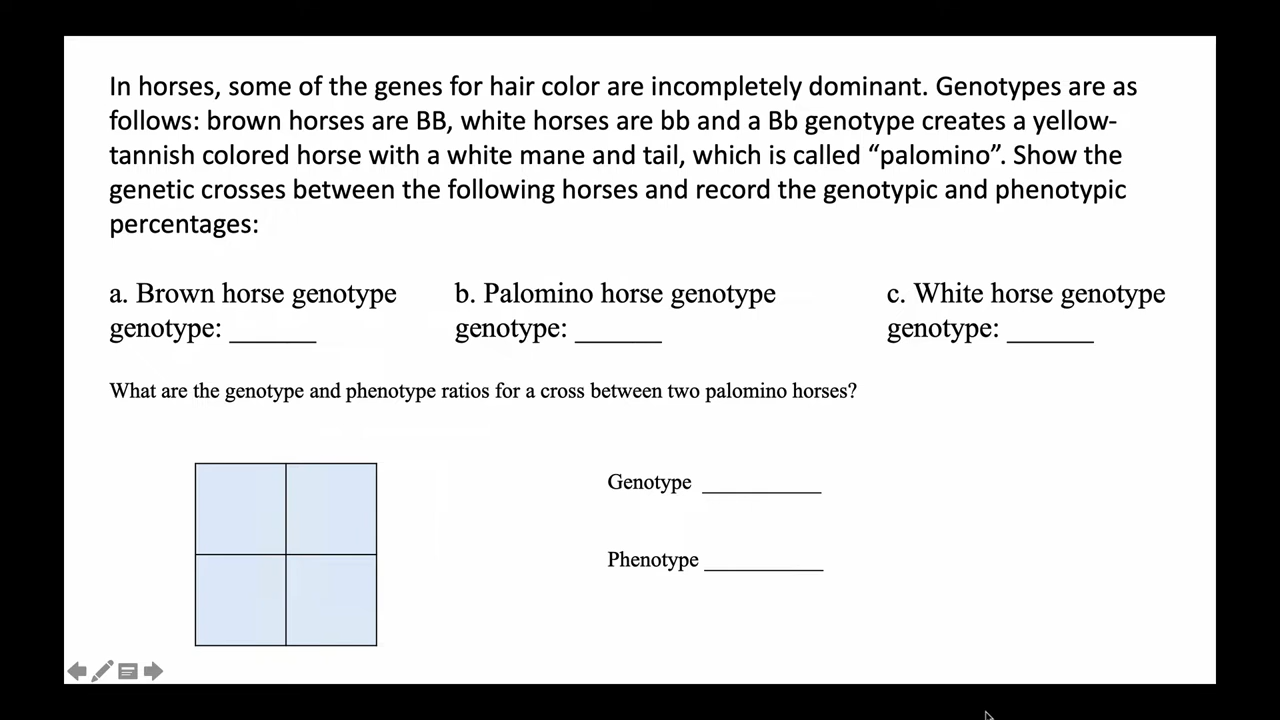 In horses, some of the genes for hair color are incompletely dominant. Genotypes are as
follows: brown horses are BB, white horses are bb and a Bb genotype creates a yellow-
tannish colored horse with a white mane and tail, which is called “palomino”. Show the
genetic crosses between the following horses and record the genotypic and phenotypic
percentages:
a. Brown horse genotype
genotype: ______
b. Palomino horse genotype
genotype: ______
c. White horse genotype
genotype: ______
What are the genotype and phenotype ratios for a cross between two palomino horses?
Genotype ___________
Phenotype ___________